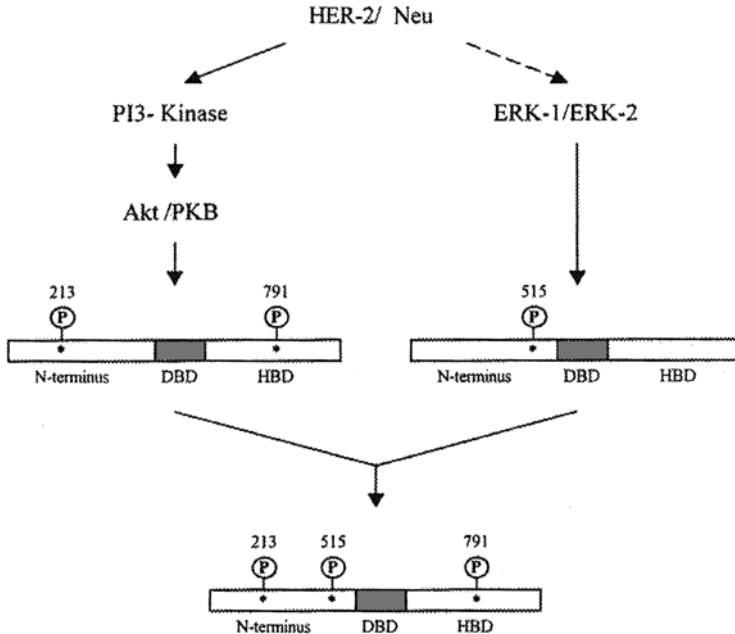 HER-2/ Neu
PI3- Kinase
ERK-1/ERK-2
Akt /PKB
213
791
515
P
P
P
N-terminus
DBD
HBD
N-terminus
DBD
HBD
213
515
791
P
P
P
N-terminus
DBD
HBD